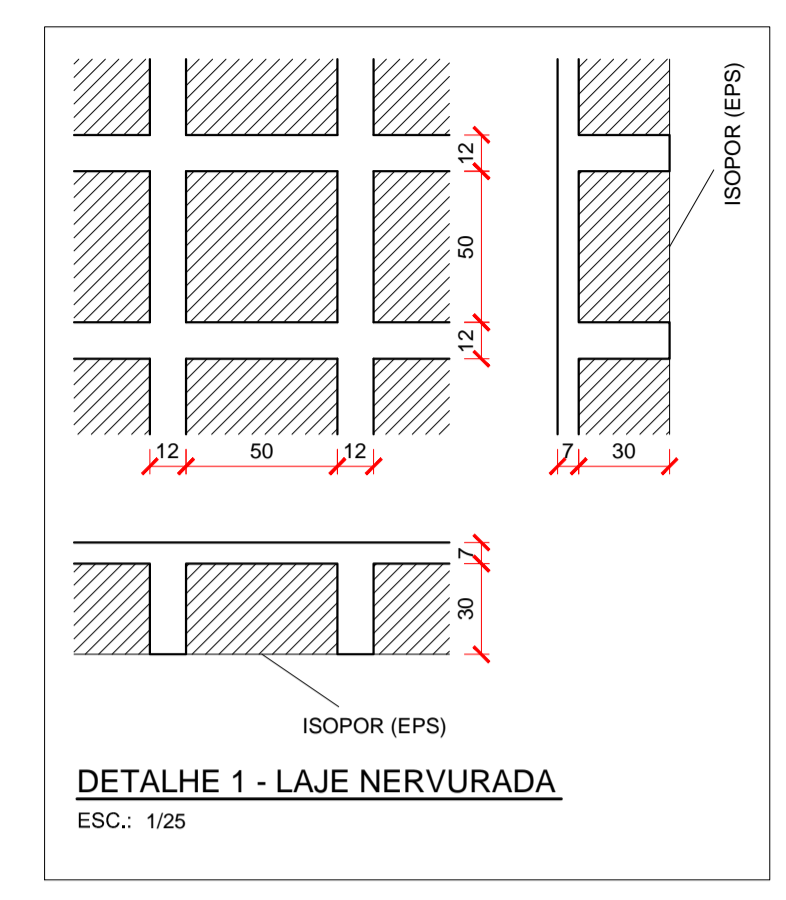 12
50
12
12
50
12
7
30
ISOPOR (EPS)
7
30
ISOPOR (EPS)
DETALHE 1 - LAJE NERVURADA
ESC.: 1/25